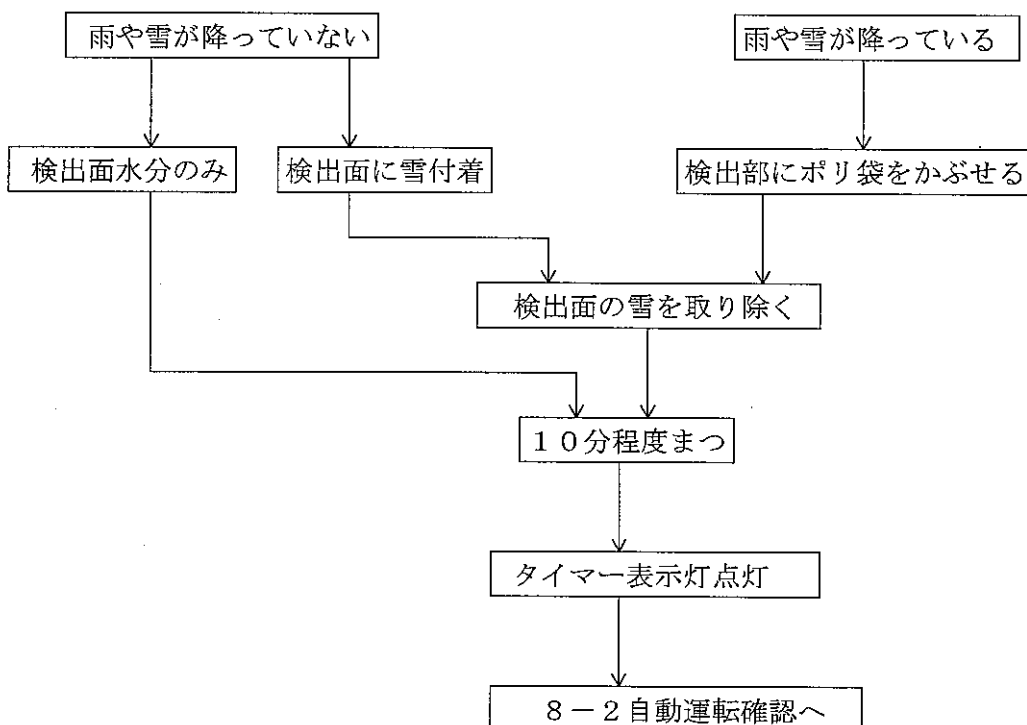 雨や雪が降っていない
雨や雪が降っている
検出面水分のみ
検出面に雪付着
検出部にポリ袋をかぶせる
検出面の雪を取り除く
１０分程度まつ
タイマー表示灯点灯
８－２自動運転確認へ